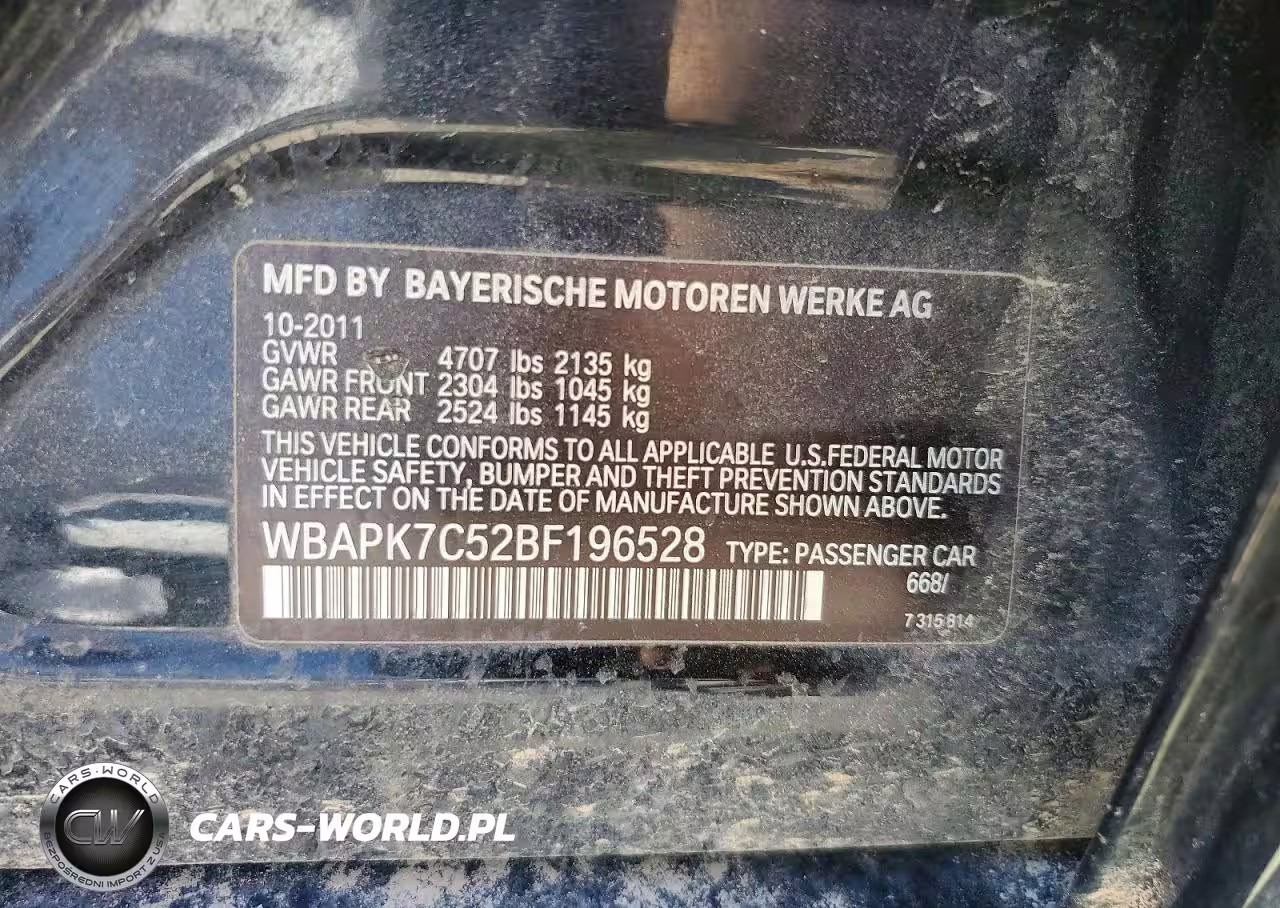 MFD BY BAYERISCHE MOTOREN WERKE AG
10-2011
GVWR 4707 lbs 2135 kg
GAWR FRONT 2304 lbs 1045 kg
GAWR REAR 2524 lbs 1145 kg
THIS VEHICLE CONFORMS TO ALL APPLICABLE U.S.FEDERAL MOTOR
VEHICLE SAFETY, BUMPER AND THEFT PREVENTION STANDARDS
IN EFFECT ON THE DATE OF MANUFACTURE SHOWN ABOVE.
WBAPK7C52BF196528 TYPE: PASSENGER CAR
668/
7 315 814
CARS-WORLD
CW
BEZPOŚREDNI IMPORT Z USA
CARS-WORLD.PL